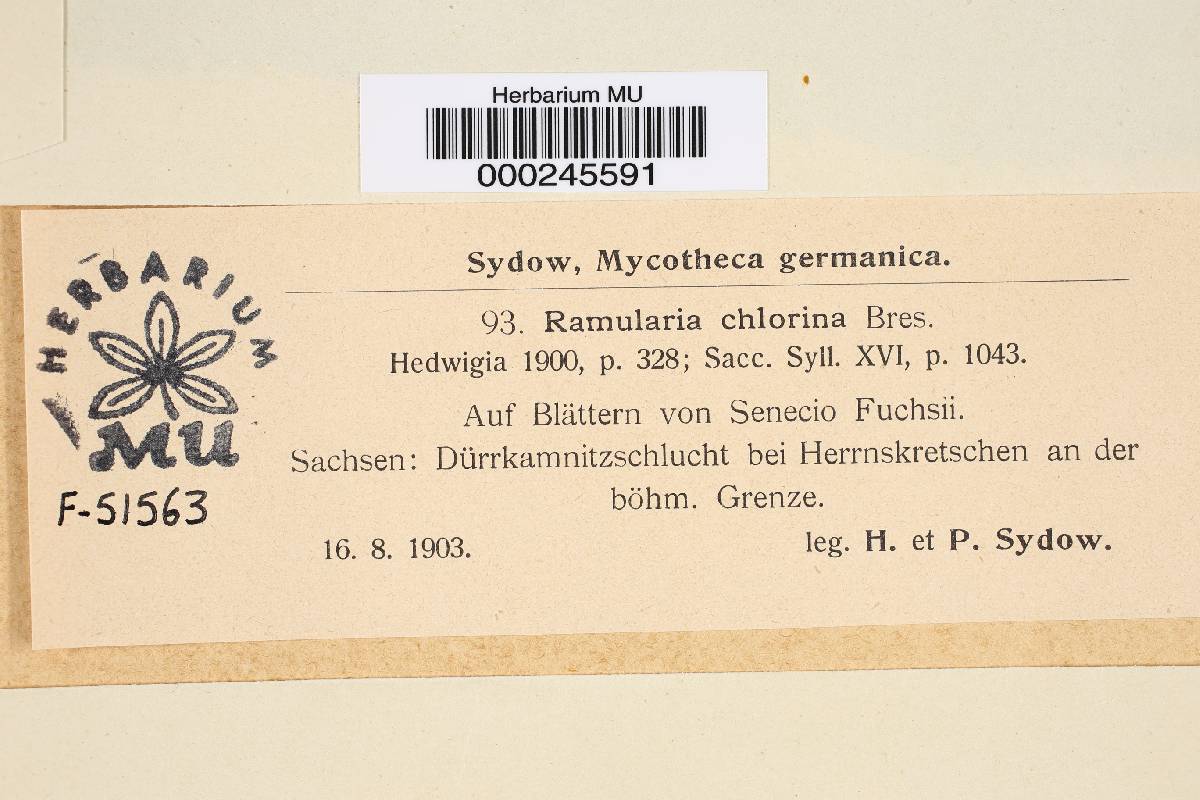 Herbarium MU
000245591
Sydow, Mycotheca germanica.
93. Ramularia chlorina Bres.
Hedwigia 1900, p. 328; Sacc. Syll. XVI, p. 1043.
Auf Blättern von Senecio Fuchsii.
Sachsen: Dürrkamnitzschlucht bei Herrnskretschen an der
böhm. Grenze.
16. 8. 1903. leg. H. et P. Sydow.
HERBARIUM
MU
F-51563